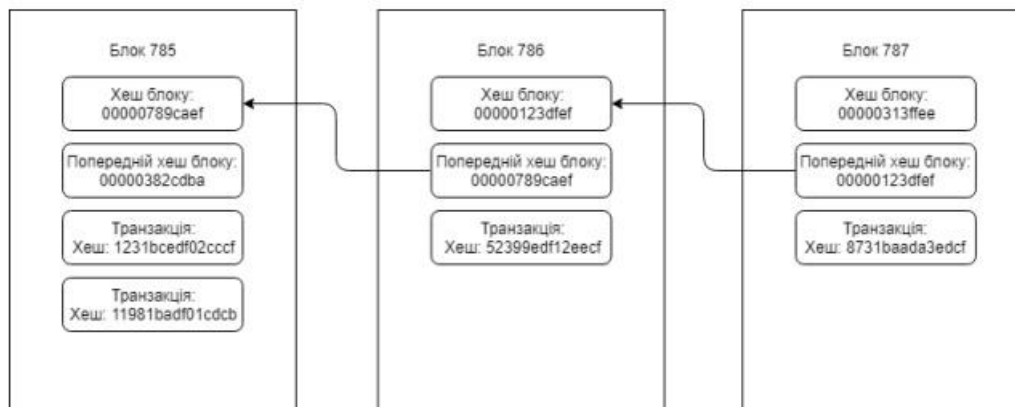 Блок 785
Хеш блоку:
00000789caef
Попередній хеш блоку:
00000382cdba
Транзакція:
Хеш: 1231bcedf02cccf
Транзакція:
Хеш: 11981badf01cdcb
Блок 786
Хеш блоку:
00000123dfef
Попередній хеш блоку:
00000789caef
Транзакція:
Хеш: 52399edf12eecf
Блок 787
Хеш блоку:
00000313ffee
Попередній хеш блоку:
00000123dfef
Транзакція:
Хеш: 8731baada3edcf